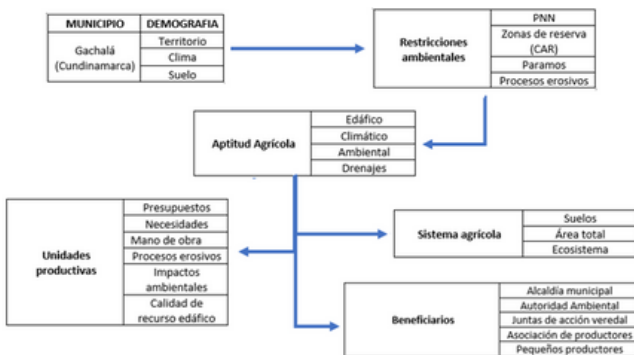 MUNICIPIO
DEMOGRAFIA
Gachalá
(Cundinamarca)
Territorio
Clima
Suelo
Restricciones
ambientales
PNN
Zonas de reserva
(CAR)
Paramos
Procesos erosivos
Aptitud Agrícola
Edáfico
Climático
Ambiental
Drenajes
Unidades
productivas
Presupuestos
Necesidades
Mano de obra
Procesos erosivos
Impactos
ambientales
Calidad de
recurso edáfico
Sistema agrícola
Suelos
Área total
Ecosistema
Beneficiarios
Alcaldía municipal
Autoridad Ambiental
Juntas de acción veredal
Asociación de productores
Pequeños productores